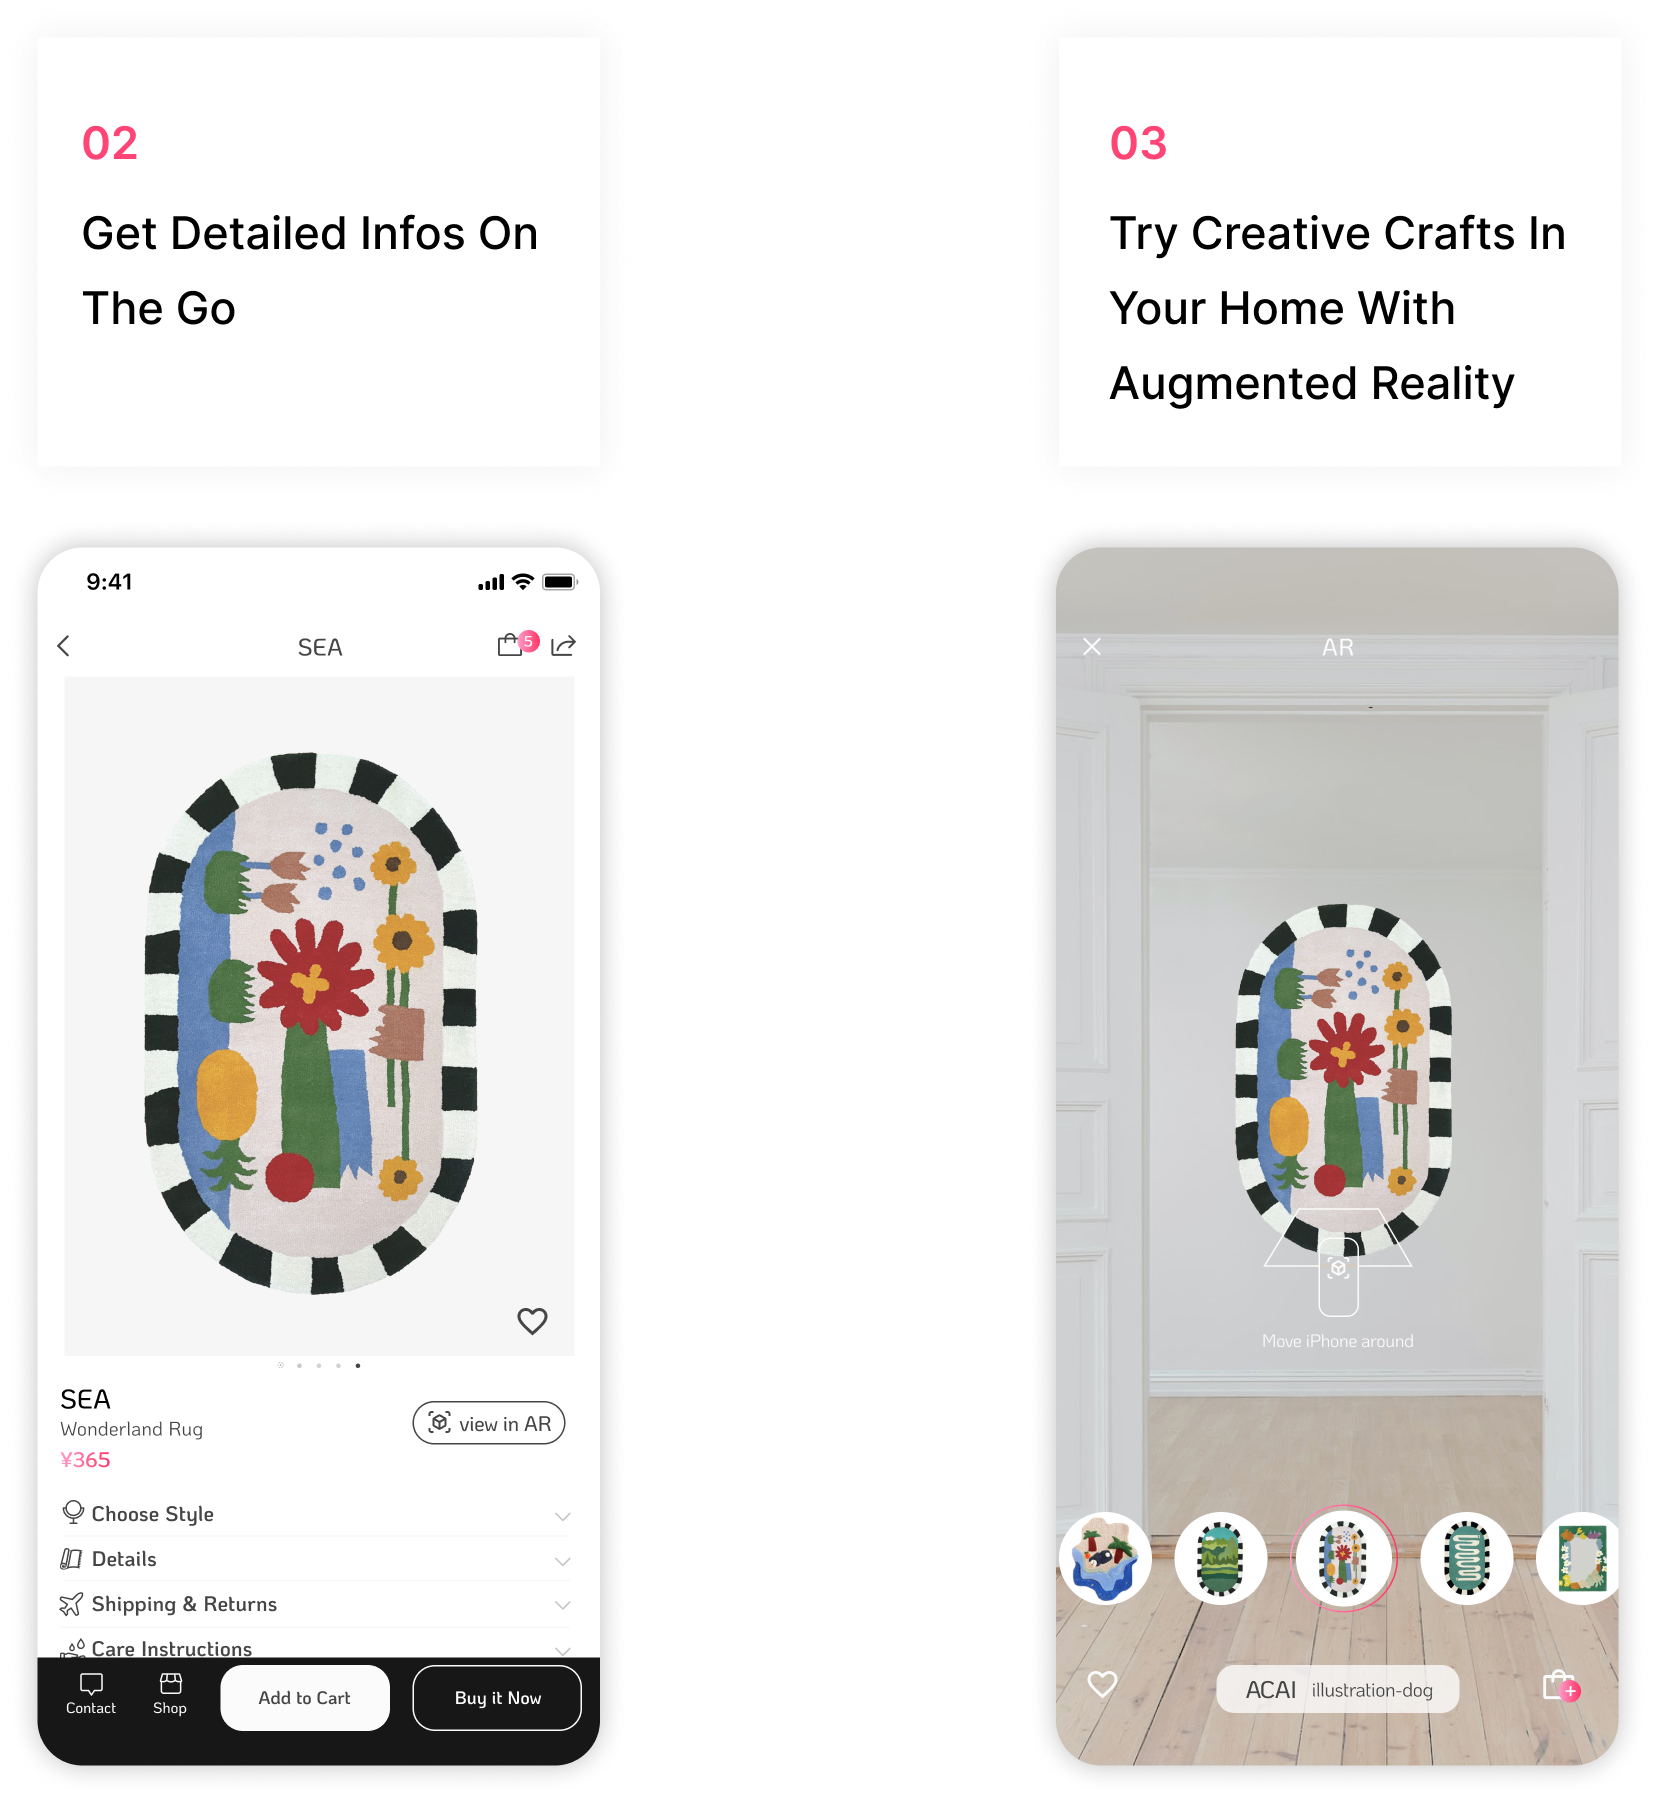 02
Get Detailed Infos On
The Go
9:41
SEA
5
SEA
Wonderland Rug
¥365
view in AR
Choose Style
Details
Shipping & Returns
Care Instructions
Contact
Shop
Add to Cart
Buy it Now
03
Try Creative Crafts In
Your Home With
Augmented Reality
AR
Move iPhone around
ACAI illustration-dog